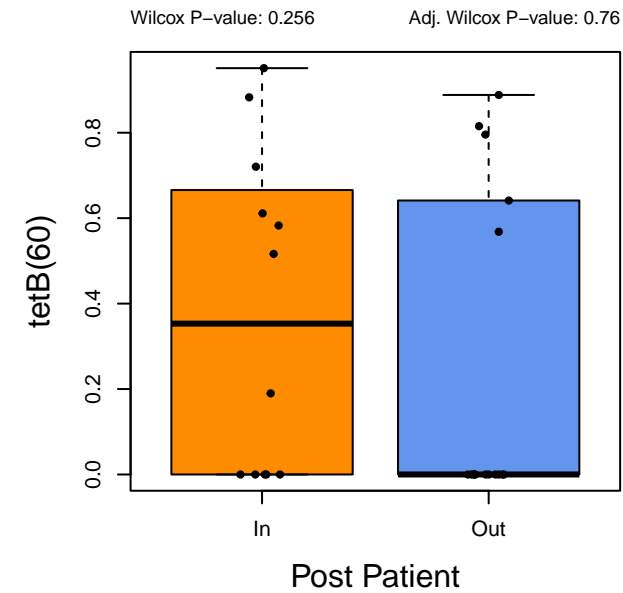 Wilcox P−value: 0.256
Adj. Wilcox P−value: 0.76
tetB(60)
0.8
0.6
0.4
0.2
0.0
In
Out
Post Patient